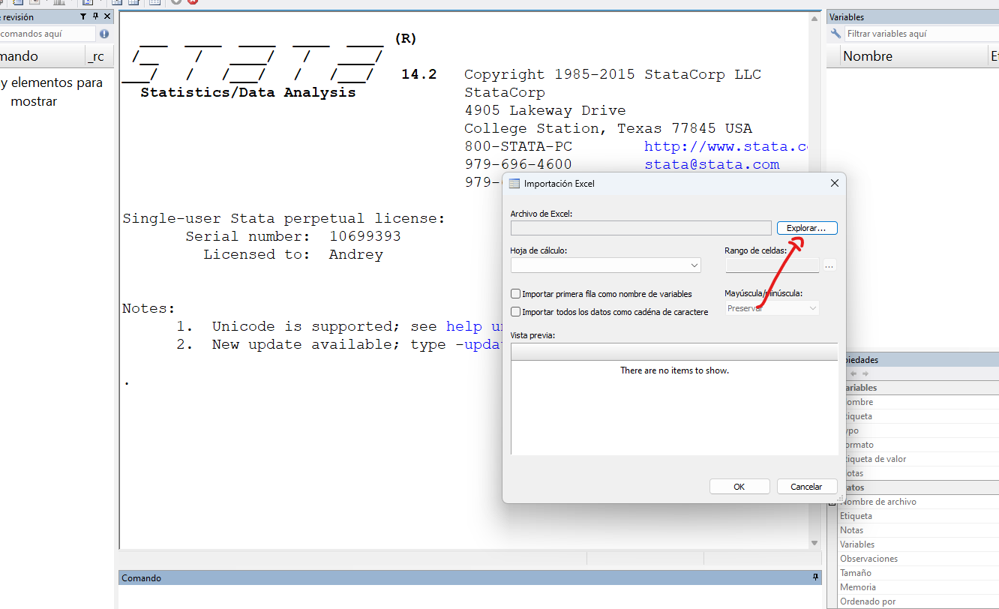 revisión
comandos aquí
mando _rc
y elementos para
mostrar
(R)
STATA
14.2 Copyright 1985-2015 StataCorp LLC
Statistics/Data Analysis StataCorp
4905 Lakeway Drive
College Station, Texas 77845 USA
800-STATA-PC http://www.stata.c
979-696-4600 stata@stata.com
979-
Single-user Stata perpetual license:
Serial number: 10699393
Licensed to: Andrey
Notes:
1. Unicode is supported; see help u
2. New update available; type -upda
.
Importación Excel
Archivo de Excel:
Explorar...
Hoja de cálculo:
Rango de celdas:
...
Importar primera fila como nombre de variables
Mayúscula/minúscula:
Importar todos los datos como cadéna de caractere
Preservar
Vista previa:
There are no items to show.
OK Cancelar
Comando
Variables
Filtrar variables aquí
Nombre
piedades
ariables
ombre
tiqueta
ipo
ormato
tiqueta de valor
otas
atos
Nombre de archivo
Etiqueta
Notas
Variables
Observaciones
Tamaño
Memoria
Ordenado por